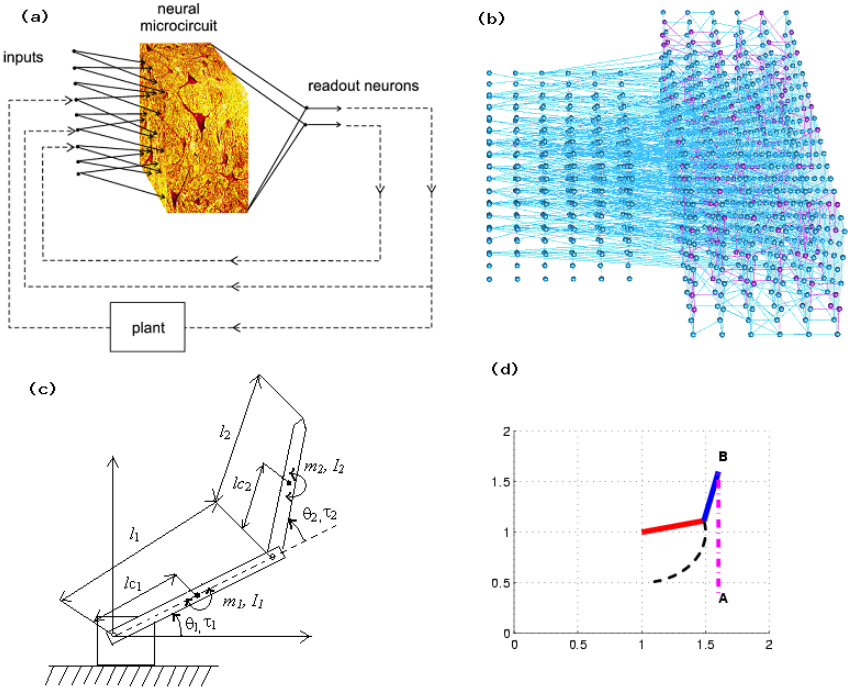 (a)
neural
microcircuit
inputs
readout neurons
plant
(b)
(c)
l2
lc2
m2, I2
θ2, τ2
l1
lc1
m1, I1
θ1, τ1
(d)
2
1.5
1
0.5
0
0
0.5
1
1.5
2
B
A